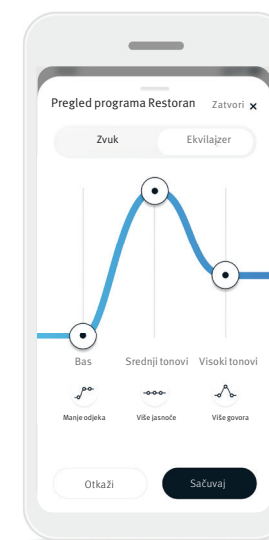 Pregled programa Restoran Zatvori ×
Zvuk Ekvilajzer
Bas Srednji tonovi Visoki tonovi
Manje odjeka Više jasnoće Više govora
Otkaži Sačuvaj